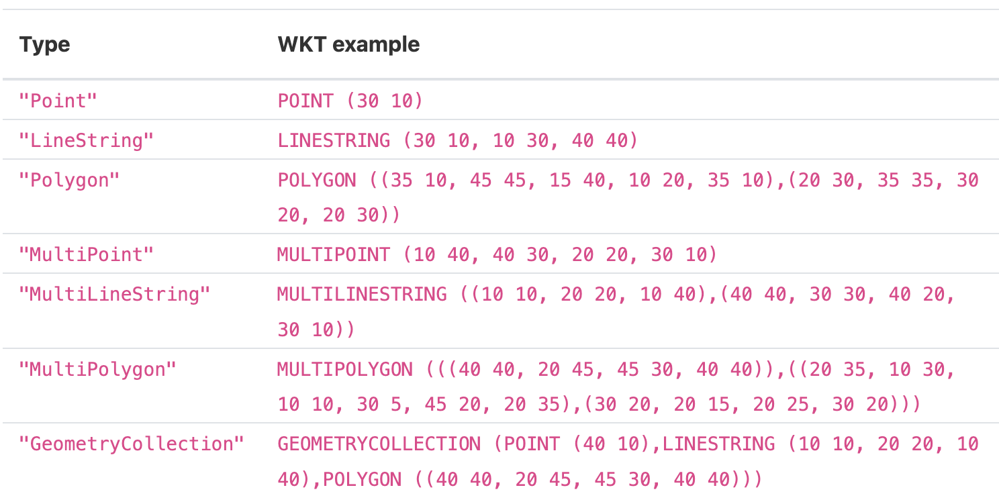 Type WKT example
"Point" POINT (30 10)
"LineString" LINESTRING (30 10, 10 30, 40 40)
"Polygon" POLYGON ((35 10, 45 45, 15 40, 10 20, 35 10),(20 30, 35 35, 30
20, 20 30))
"MultiPoint" MULTIPOINT (10 40, 40 30, 20 20, 30 10)
"MultiLineString" MULTILINESTRING ((10 10, 20 20, 10 40),(40 40, 30 30, 40 20,
30 10))
"MultiPolygon" MULTIPOLYGON (((40 40, 20 45, 45 30, 40 40)),((20 35, 10 30,
10 10, 30 5, 45 20, 20 35),(30 20, 20 15, 20 25, 30 20)))
"GeometryCollection" GEOMETRYCOLLECTION (POINT (40 10),LINESTRING (10 10, 20 20, 10
40),POLYGON ((40 40, 20 45, 45 30, 40 40)))